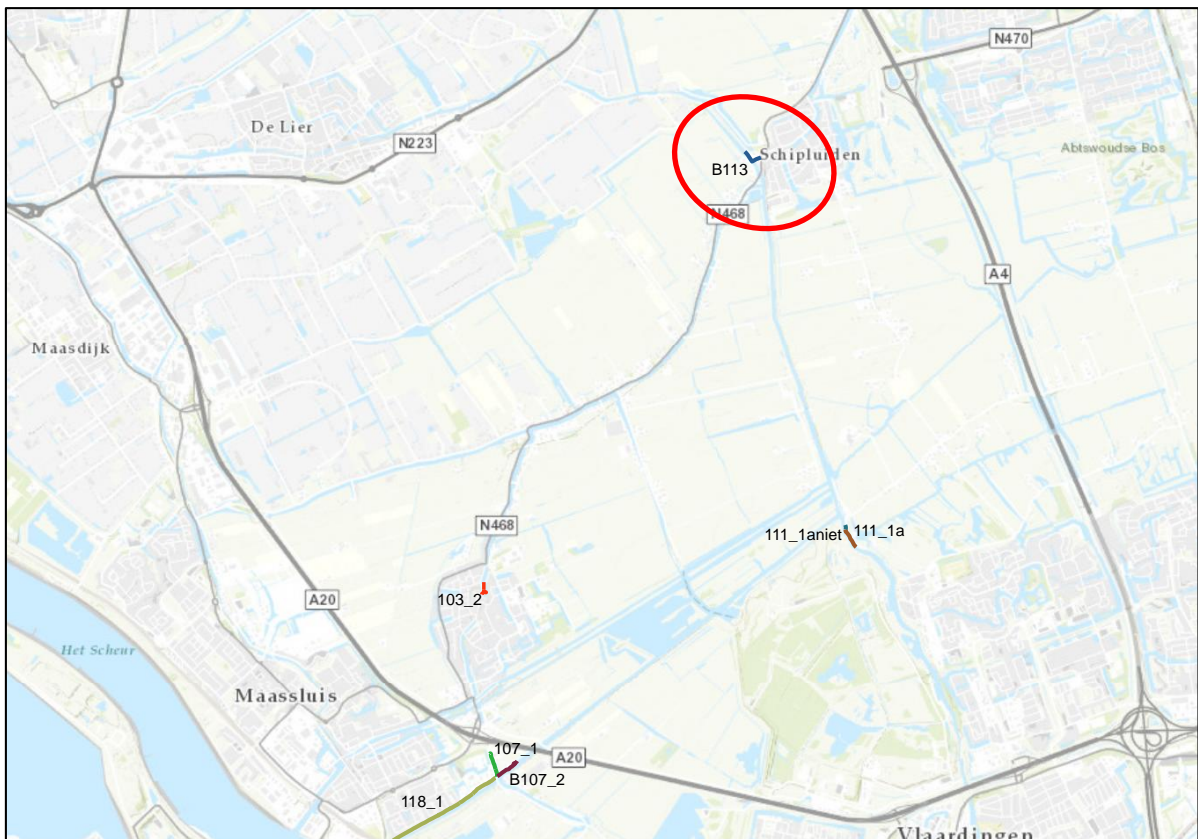 N470
De Lier
N223
Schipluiden
Abtswoudse Bos
B113
N468
A4
Maasdijk
N468
111_1aniet
111_1a
A20
103_2
Het Scheur
Maassluis
107_1
A20
B107_2
118_1
Vlaardingen